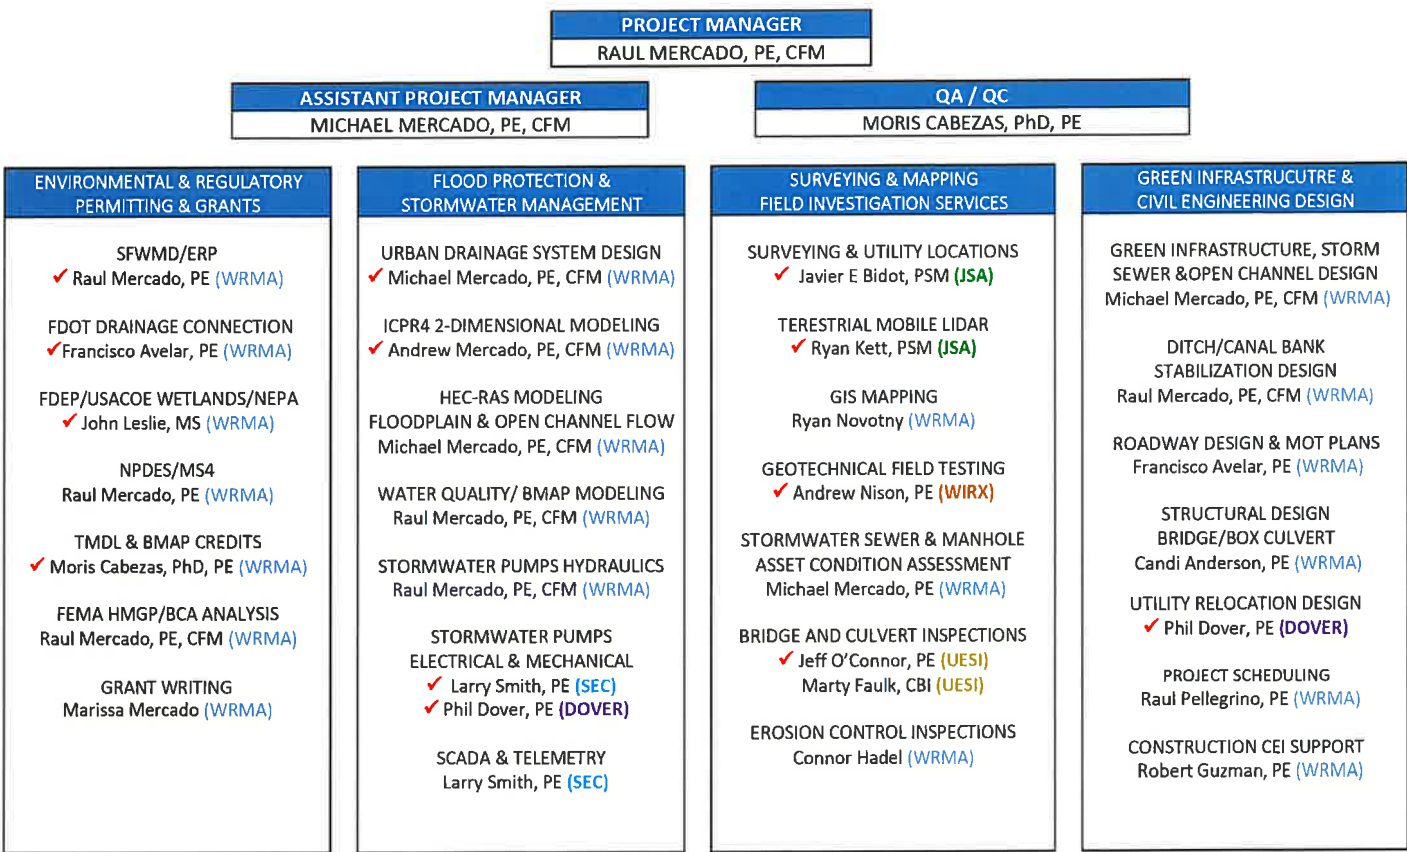 PROJECT MANAGER
RAUL MERCADO, PE, CFM
ASSISTANT PROJECT MANAGER
MICHAEL MERCADO, PE, CFM
QA / QC
MORIS CABEZAS, PhD, PE
ENVIRONMENTAL & REGULATORY
PERMITTING & GRANTS
SFWMD/ERP
✓ Raul Mercado, PE (WRMA)
FDOT DRAINAGE CONNECTION
✓Francisco Avelar, PE (WRMA)
FDEP/USACOE WETLANDS/NEPA
✓ John Leslie, MS (WRMA)
NPDES/MS4
Raul Mercado, PE (WRMA)
TMDL & BMAP CREDITS
✓ Moris Cabezas, PhD, PE (WRMA)
FEMA HMGP/BCA ANALYSIS
Raul Mercado, PE, CFM (WRMA)
GRANT WRITING
Marissa Mercado (WRMA)
FLOOD PROTECTION &
STORMWATER MANAGEMENT
URBAN DRAINAGE SYSTEM DESIGN
✓ Michael Mercado, PE, CFM (WRMA)
ICPR4 2-DIMENSIONAL MODELING
✓ Andrew Mercado, PE, CFM (WRMA)
HEC-RAS MODELING
FLOODPLAIN & OPEN CHANNEL FLOW
Michael Mercado, PE, CFM (WRMA)
WATER QUALITY/ BMAP MODELING
Raul Mercado, PE, CFM (WRMA)
STORMWATER PUMPS HYDRAULICS
Raul Mercado, PE, CFM (WRMA)
STORMWATER PUMPS
ELECTRICAL & MECHANICAL
✓ Larry Smith, PE (SEC)
✓ Phil Dover, PE (DOVER)
SCADA & TELEMETRY
Larry Smith, PE (SEC)
SURVEYING & MAPPING
FIELD INVESTIGATION SERVICES
SURVEYING & UTILITY LOCATIONS
✓ Javier E Bidot, PSM (JSA)
TERESTRIAL MOBILE LIDAR
✓ Ryan Kett, PSM (JSA)
GIS MAPPING
Ryan Novotny (WRMA)
GEOTECHNICAL FIELD TESTING
✓ Andrew Nison, PE (WIRX)
STORMWATER SEWER & MANHOLE
ASSET CONDITION ASSESSMENT
Michael Mercado, PE (WRMA)
BRIDGE AND CULVERT INSPECTIONS
✓ Jeff O'Connor, PE (UESI)
Marty Faulk, CBI (UESI)
EROSION CONTROL INSPECTIONS
Connor Hadel (WRMA)
GREEN INFRASTRUCUTRE &
CIVIL ENGINEERING DESIGN
GREEN INFRASTRUCTURE, STORM
SEWER &OPEN CHANNEL DESIGN
Michael Mercado, PE, CFM (WRMA)
DITCH/CANAL BANK
STABILIZATION DESIGN
Raul Mercado, PE, CFM (WRMA)
ROADWAY DESIGN & MOT PLANS
Francisco Avelar, PE (WRMA)
STRUCTURAL DESIGN
BRIDGE/BOX CULVERT
Candi Anderson, PE (WRMA)
UTILITY RELOCATION DESIGN
✓ Phil Dover, PE (DOVER)
PROJECT SCHEDULING
Raul Pellegrino, PE (WRMA)
CONSTRUCTION CEI SUPPORT
Robert Guzman, PE (WRMA)